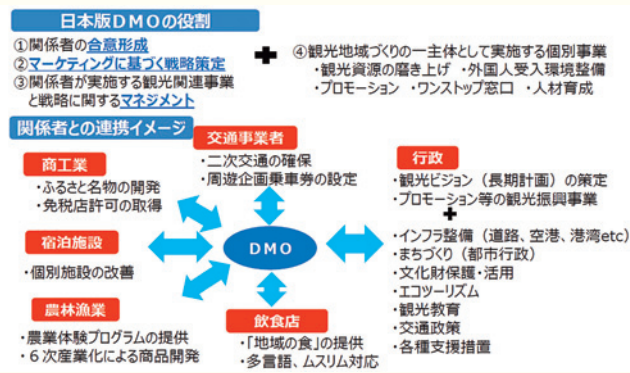 日本版DMOの役割
①関係者の合意形成
②マーケティングに基づく戦略策定
③関係者が実施する観光関連事業
と戦略に関するマネジメント
+
④観光地域づくりの一主体として実施する個別事業
・観光資源の磨き上げ ・外国人受入環境整備
・プロモーション ・ワンストップ窓口 ・人材育成
関係者との連携イメージ
交通事業者
・二次交通の確保
・周遊企画乗車券の設定
商工業
・ふるさと名物の開発
・免税店許可の取得
宿泊施設
・個別施設の改善
農林漁業
・農業体験プログラムの提供
・6次産業化による商品開発
DMO
飲食店
・「地域の食」の提供
・多言語、ムスリム対応
行政
・観光ビジョン（長期計画）の策定
・プロモーション等の観光振興事業
+
・インフラ整備（道路、空港、港湾etc）
・まちづくり（都市行政）
・文化財保護・活用
・エコツーリズム
・観光教育
・交通政策
・各種支援措置